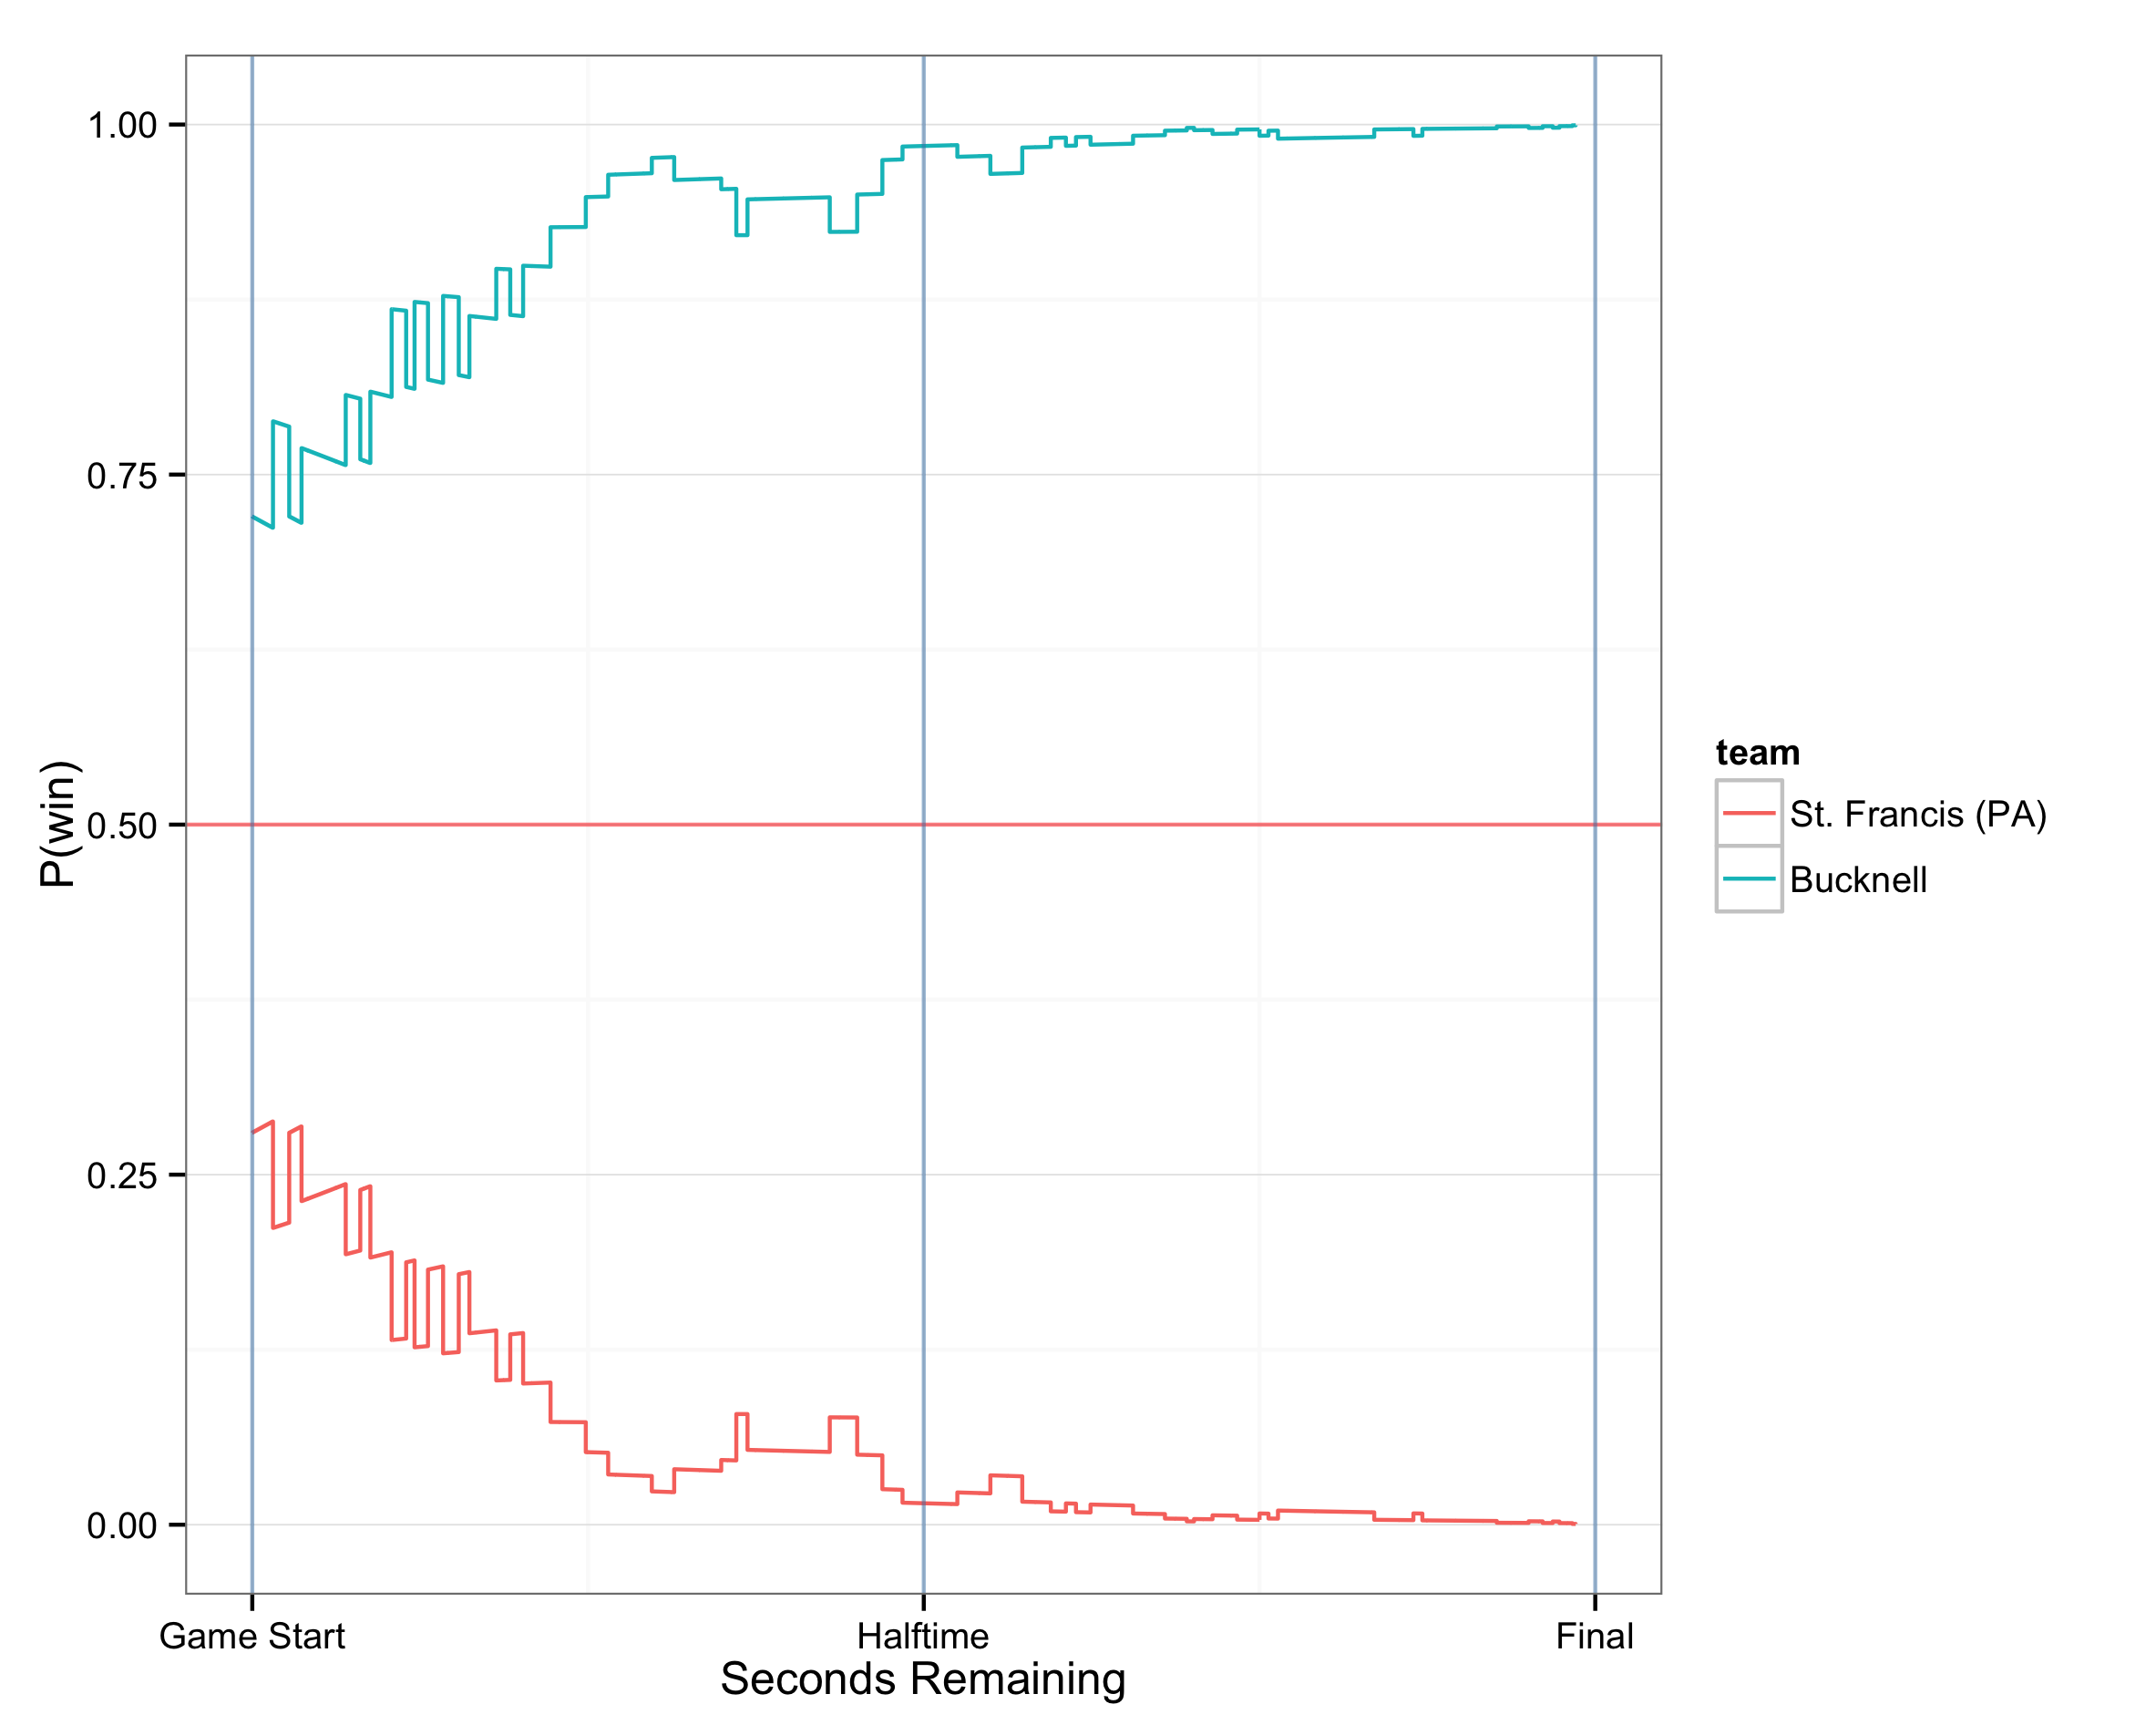 1.00
0.75
0.50
0.25
0.00
P(win)
Game Start
Halftime
Final
Seconds Remaining
team
St. Francis (PA)
Bucknell